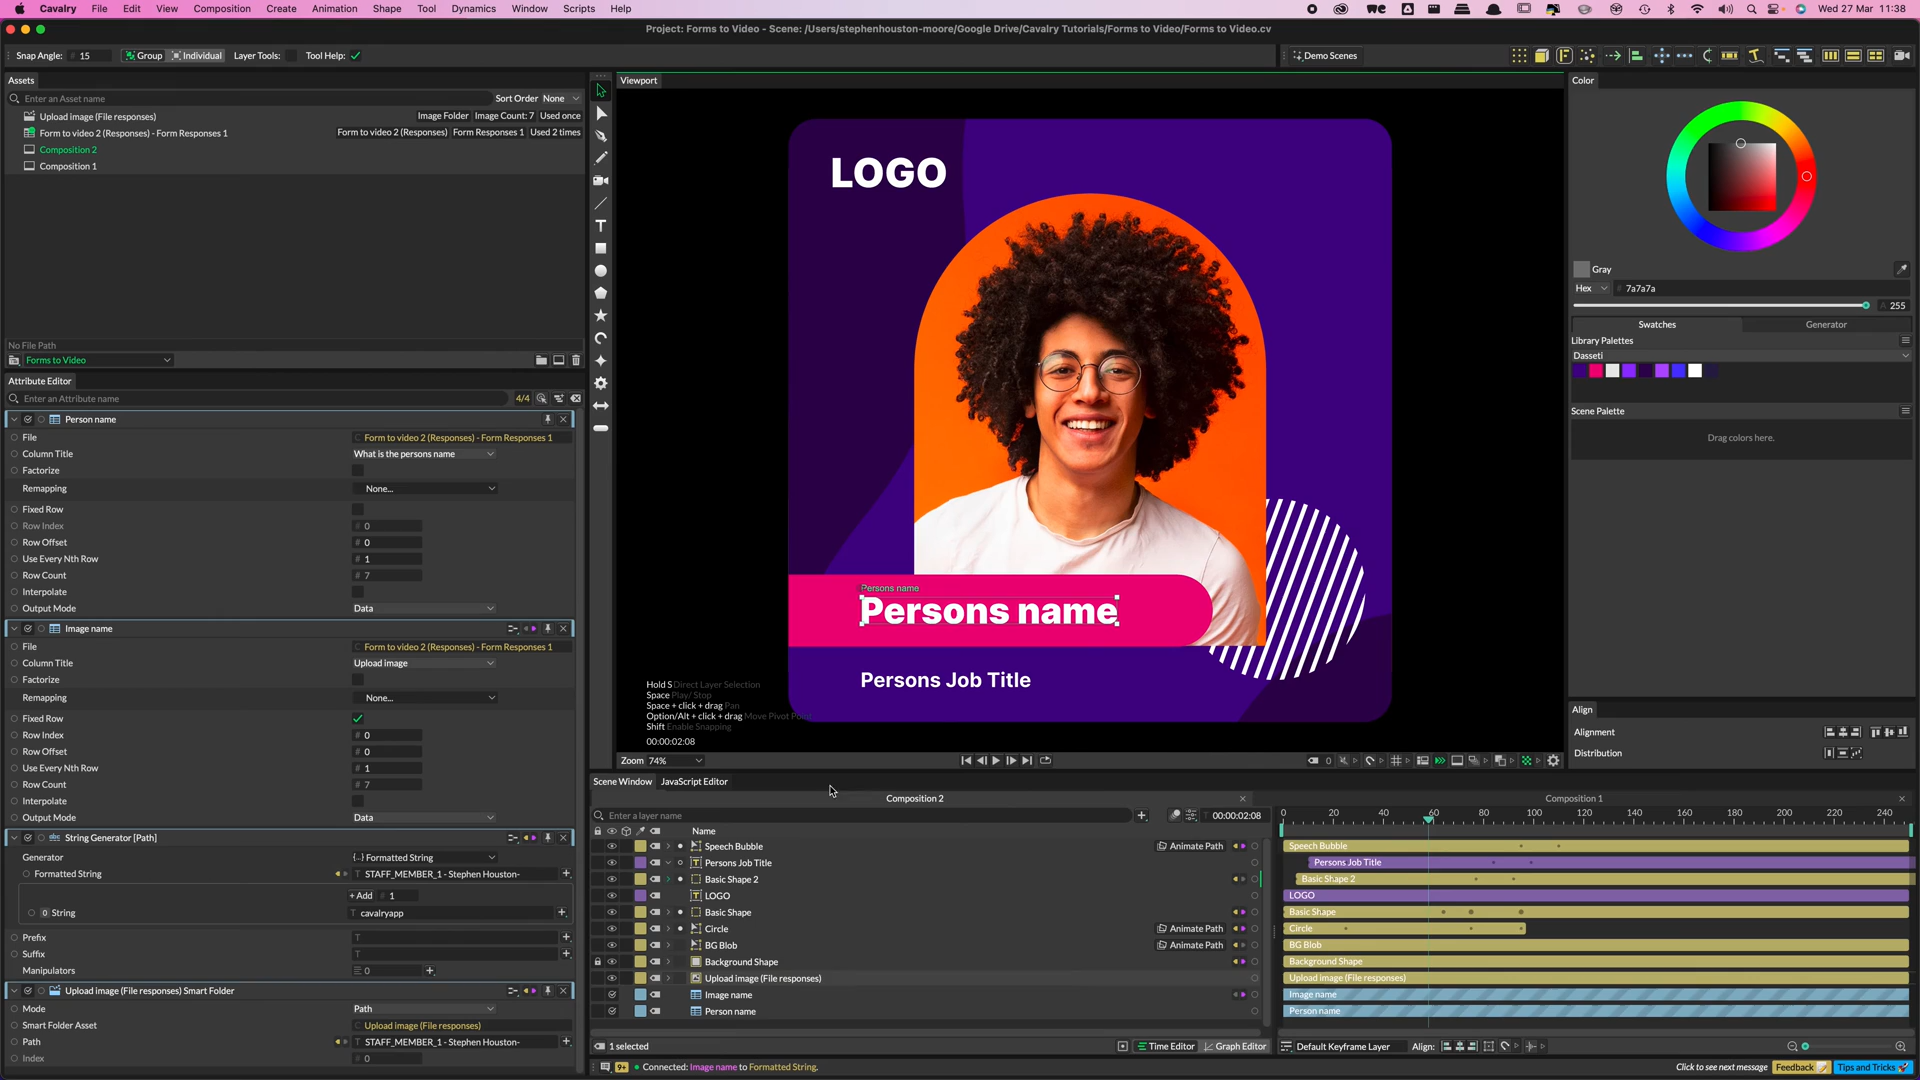 Cavalry File Edit View Composition Create Animation Shape Tool Dynamics Window Scripts Help
Wed 27 Mar 11:38
Project: Forms to Video - Scene: /Users/stephenhouston-moore/Google Drive/Cavalry Tutorials/Forms to Video/Forms to Video.cv
Snap Angle: # 15 Group Individual Layer Tools: Tool Help:
Demo Scenes
Assets
Enter an Asset name
Sort Order None
Upload image (File responses) Image Folder Image Count: 7 Used once
Form to video 2 (Responses) - Form Responses 1 Form to video 2 (Responses) Form Responses 1 Used 2 times
Composition 2
Composition 1
No File Path
Forms to Video
Attribute Editor
Enter an Attribute name 4/4
Person name
File Form to video 2 (Responses) - Form Responses 1
Column Title What is the persons name
Factorize
Remapping None...
Fixed Row
Row Index # 0
Row Offset # 0
Use Every Nth Row # 1
Row Count # 7
Interpolate
Output Mode Data
Image name
File Form to video 2 (Responses) - Form Responses 1
Column Title Upload image
Factorize
Remapping None...
Fixed Row
Row Index # 0
Row Offset # 0
Use Every Nth Row # 1
Row Count # 7
Interpolate
Output Mode Data
String Generator [Path]
Generator {..} Formatted String
Formatted String T STAFF_MEMBER_1 - Stephen Houston-
+ Add # 1
0 String T cavalryapp
Prefix T
Suffix T
Manipulators 0
Upload image (File responses) Smart Folder
Mode Path
Smart Folder Asset Upload image (File responses)
Path T STAFF_MEMBER_1 - Stephen Houston-
Index # 0
Viewport
LOGO
Persons name
Persons name
Persons Job Title
Hold S Direct Layer Selection
Space Play/ Stop
Space + click + drag Pan
Option/Alt + click + drag Move Pivot Point
Shift Enable Snapping
00:00:02:08
Zoom 74%
0
Scene Window JavaScript Editor
Composition 2
Composition 1
Enter a layer name
00:00:02:08
0 20 40 60 80 100 120 140 160 180 200 220 240
Name
Speech Bubble Animate Path
Persons Job Title
Basic Shape 2
LOGO
Basic Shape
Circle Animate Path
BG Blob Animate Path
Background Shape
Upload image (File responses)
Image name
Person name
Speech Bubble
Persons Job Title
Basic Shape 2
LOGO
Basic Shape
Circle
BG Blob
Background Shape
Upload image (File responses)
Image name
Person name
1 selected
Time Editor Graph Editor
Default Keyframe Layer Align:
9+ Connected: Image name to Formatted String.
Click to see next message Feedback Tips and Tricks
Color
Gray
Hex # 7a7a7a
A 255
Swatches Generator
Library Palettes
Dasseti
Scene Palette
Drag colors here.
Align
Alignment
Distribution